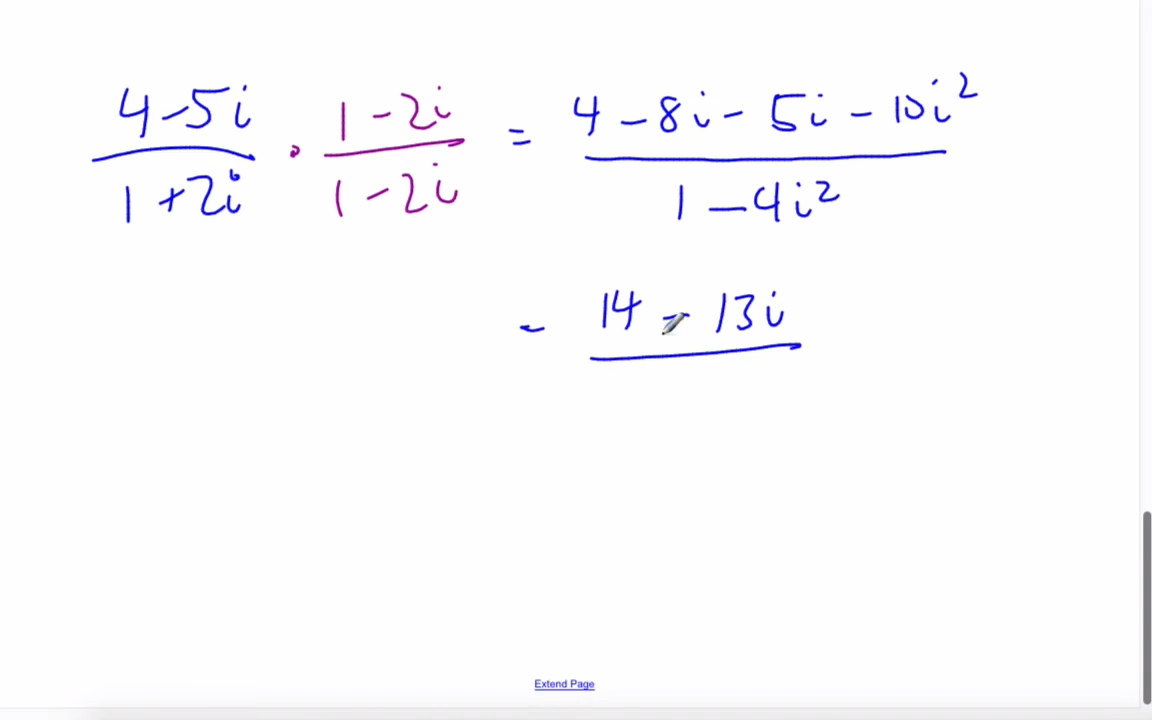 4-5i/1+2i · 1-2i/1-2i = 4-8i-5i-10i²/1-4i²
= 14-13i
Extend Page